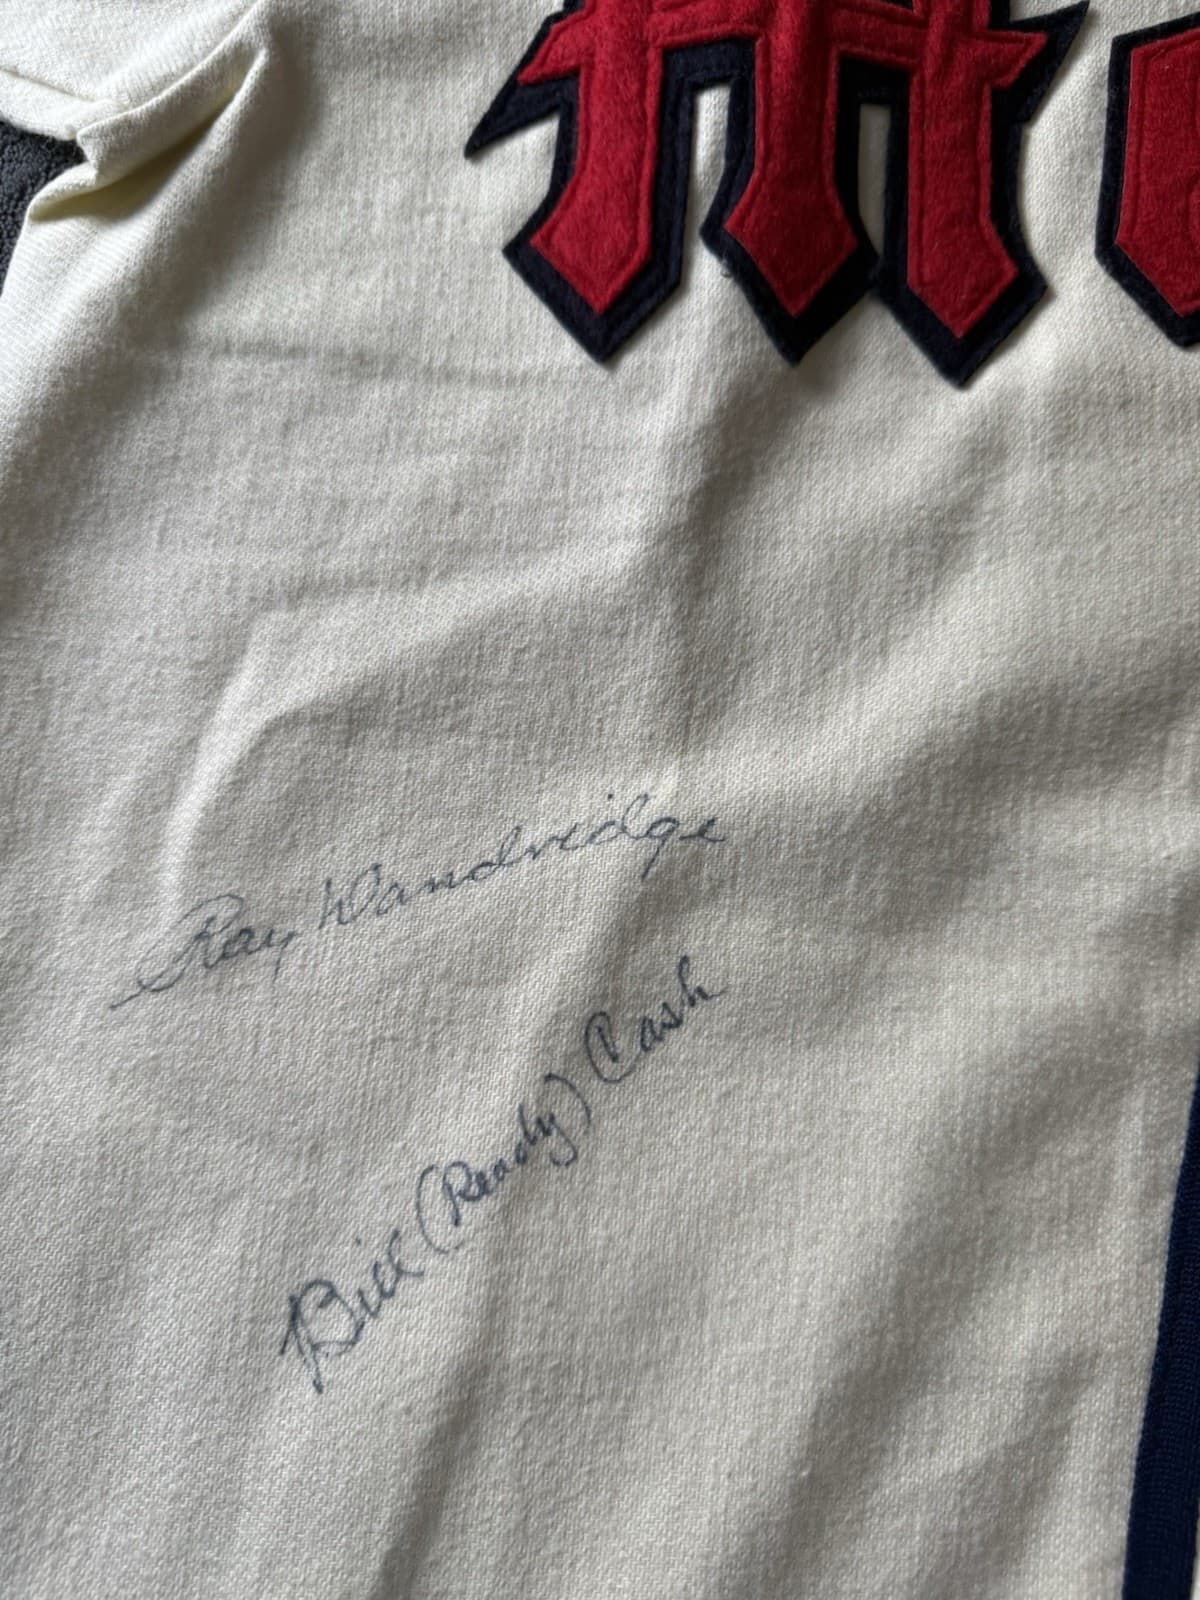 M
Ray Dandridge
Bill (Ready) Cash